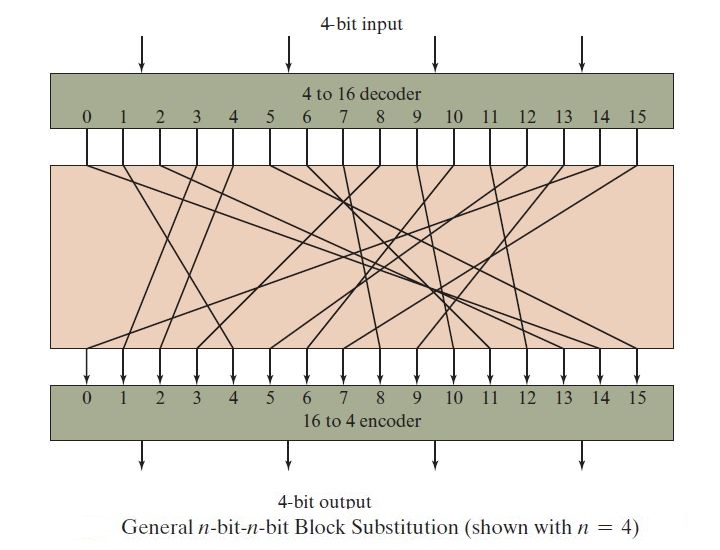 4-bit input
4 to 16 decoder
0 1 2 3 4 5 6 7 8 9 10 11 12 13 14 15
0 1 2 3 4 5 6 7 8 9 10 11 12 13 14 15
16 to 4 encoder
4-bit output
General n-bit-n-bit Block Substitution (shown with n = 4)